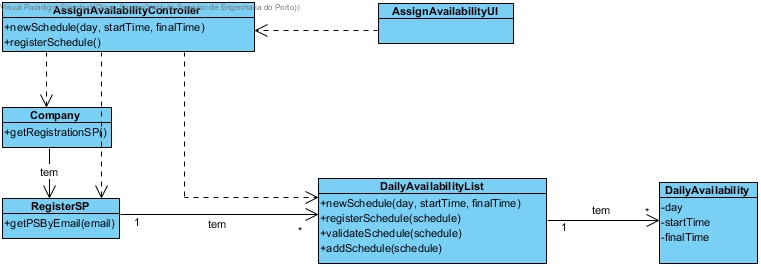 AssignAvailabilityController
+newSchedule(day, startTime, finalTime)
+registerSchedule()
AssignAvailabilityUI
Company
+getRegistrationSP()
tem
RegisterSP
+getPSByEmail(email)
1
tem
*
DailyAvailabilityList
+newSchedule(day, startTime, finalTime)
+registerSchedule(schedule)
+validateSchedule(schedule)
+addSchedule(schedule)
1
tem
*
DailyAvailability
-day
-startTime
-finalTime